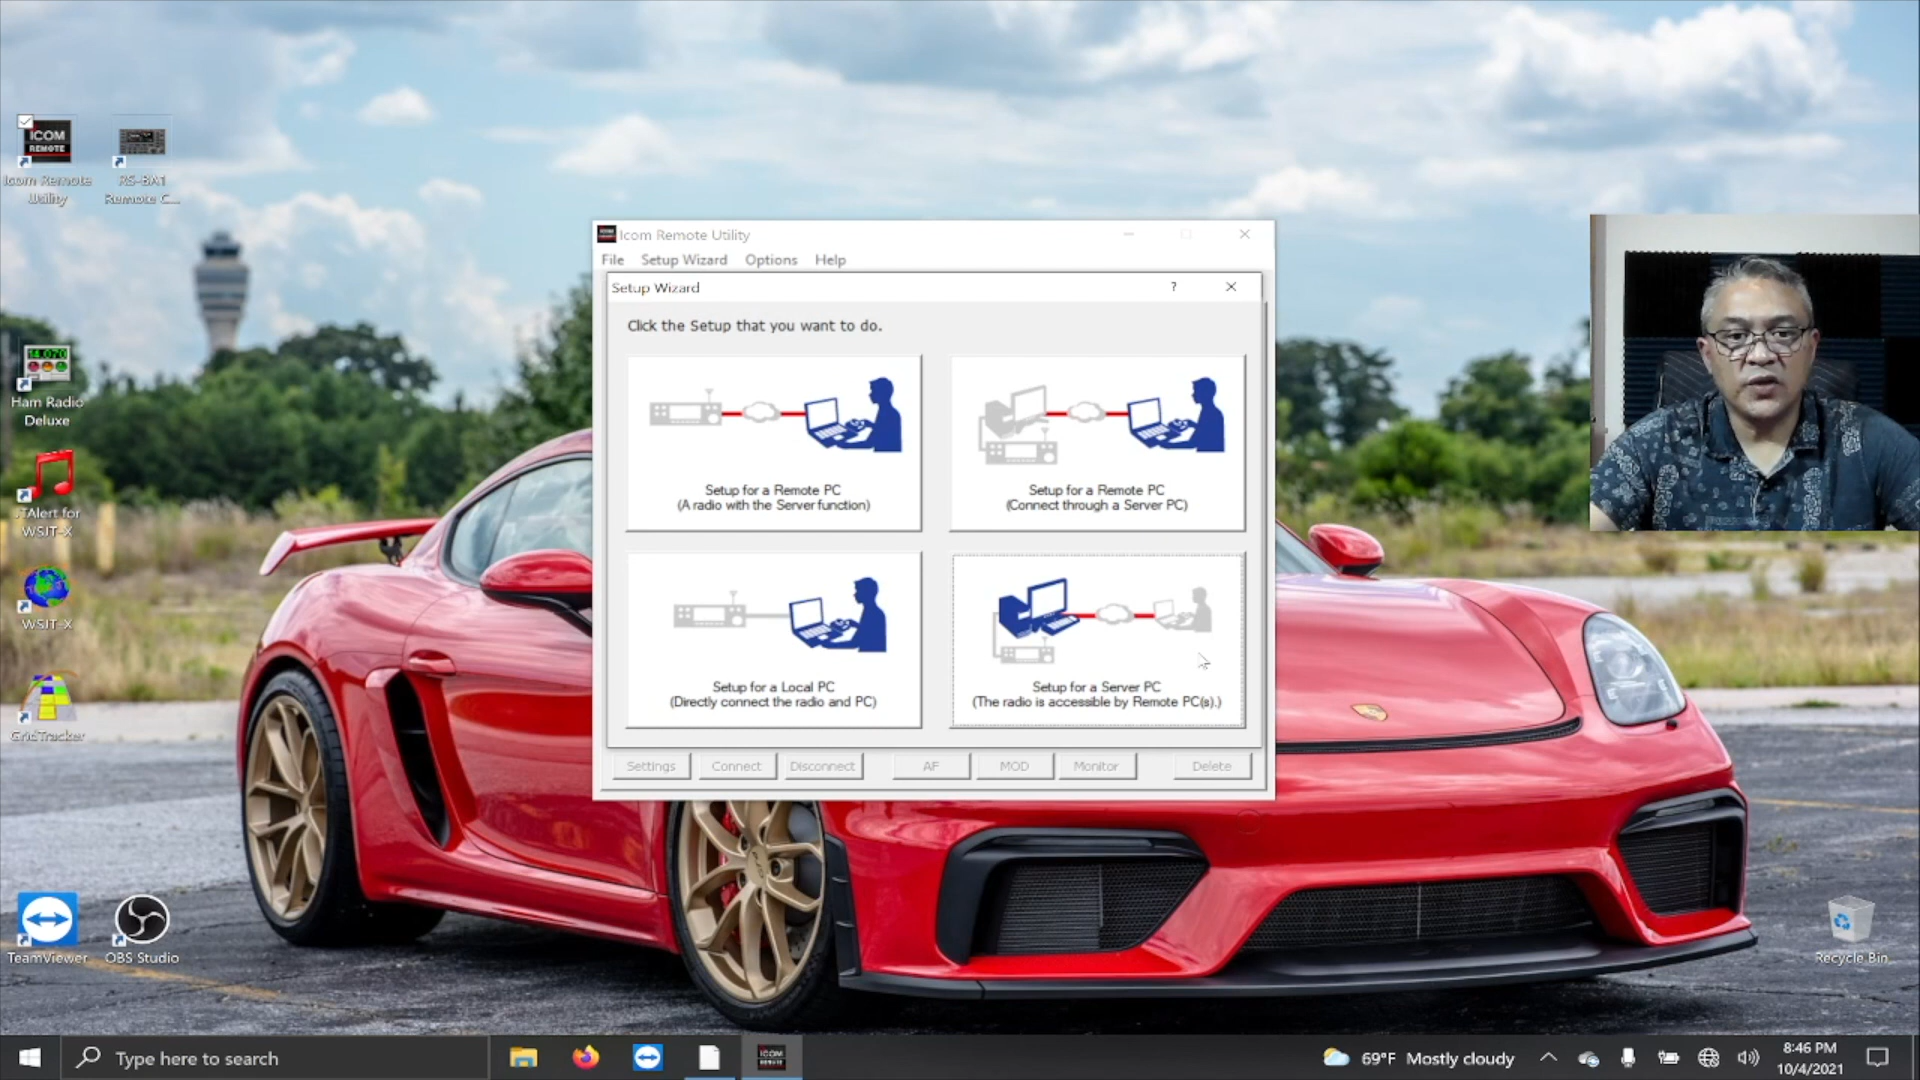 ICOM
REMOTE
Icom Remote
Utility
RS-BA1
Remote C...
14.070
Ham Radio
Deluxe
JTAlert for
WSJT-X
WSJT-X
GridTracker
TeamViewer
OBS Studio
Icom Remote Utility
File Setup Wizard Options Help
Setup Wizard
?
Click the Setup that you want to do.
Setup for a Remote PC
(A radio with the Server function)
Setup for a Remote PC
(Connect through a Server PC)
Setup for a Local PC
(Directly connect the radio and PC)
Setup for a Server PC
(The radio is accessible by Remote PC(s).)
Settings Connect Disconnect AF MOD Monitor Delete
Recycle Bin
Type here to search
ICOM
REMOTE
69°F Mostly cloudy
8:46 PM
10/4/2021